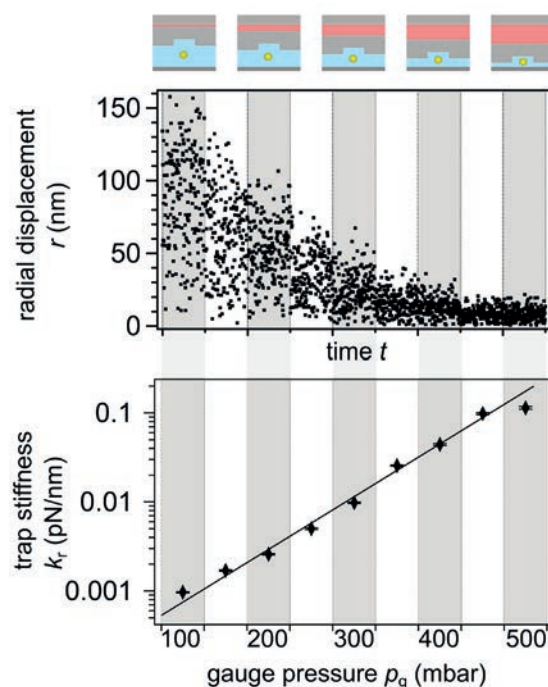 150
100
50
0
radial displacement
r (nm)
time t
0.1
0.01
0.001
trap stiffness
kᵣ (pN/nm)
100 200 300 400 500
gauge pressure p_g (mbar)